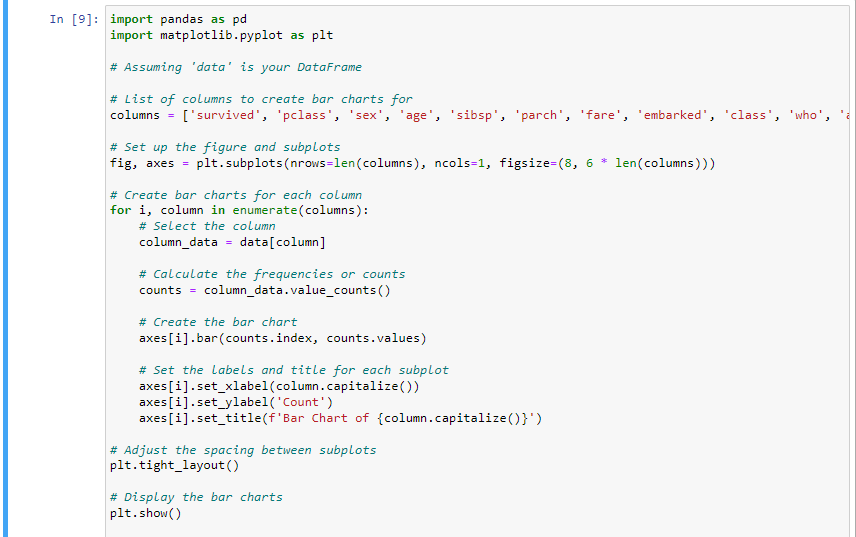 In [9]: import pandas as pd
import matplotlib.pyplot as plt
# Assuming 'data' is your DataFrame
# List of columns to create bar charts for
columns = ['survived', 'pclass', 'sex', 'age', 'sibsp', 'parch', 'fare', 'embarked', 'class', 'who', '
# Set up the figure and subplots
fig, axes = plt.subplots(nrows=len(columns), ncols=1, figsize=(8, 6 * len(columns)))
# Create bar charts for each column
for i, column in enumerate(columns):
    # Select the column
    column_data = data[column]
    # Calculate the frequencies or counts
    counts = column_data.value_counts()
    # Create the bar chart
    axes[i].bar(counts.index, counts.values)
    # Set the labels and title for each subplot
    axes[i].set_xlabel(column.capitalize())
    axes[i].set_ylabel('Count')
    axes[i].set_title(f'Bar Chart of {column.capitalize()}')
# Adjust the spacing between subplots
plt.tight_layout()
# Display the bar charts
plt.show()